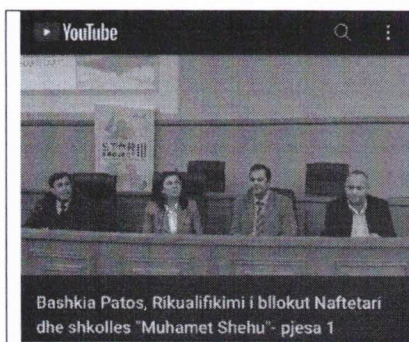 YouTube
Bashkia Patos, Rikualifikimi i bllokut Naftetari
dhe shkolles "Muhamet Shehu"- pjesa 1